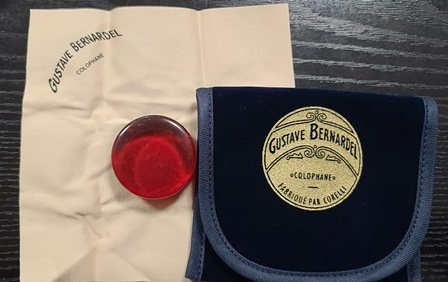 GUSTAVE BERNARDEL
COLOPHANE
GUSTAVE BERNARDEL
COLOPHANE
FABRIQUÉ PAR CORELLI